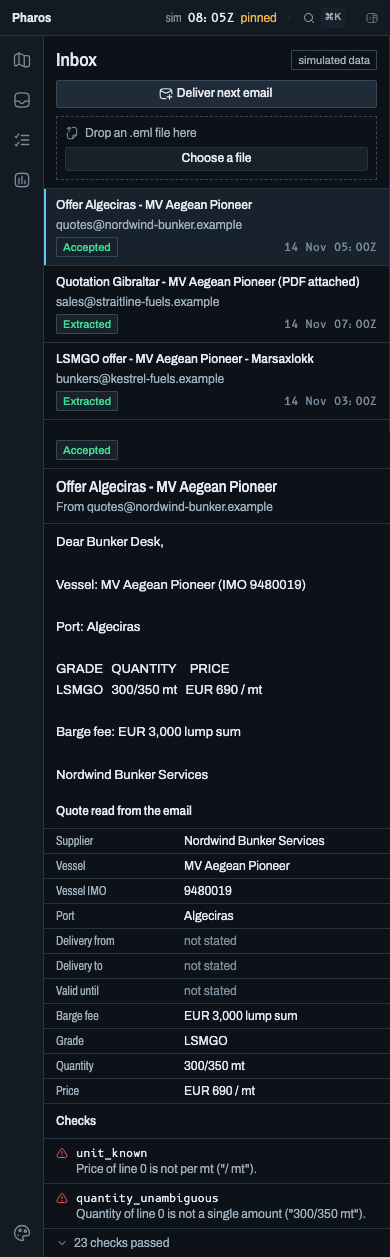 Pharos sim 08:05Z pinned ⌘K
Inbox simulated data
Deliver next email
Drop an .eml file here
Choose a file
Offer Algeciras - MV Aegean Pioneer
quotes@nordwind-bunker.example
Accepted 14 Nov 05:00Z
Quotation Gibraltar - MV Aegean Pioneer (PDF attached)
sales@straitline-fuels.example
Extracted 14 Nov 07:00Z
LSMGO offer - MV Aegean Pioneer - Marsaxlokk
bunkers@kestrel-fuels.example
Extracted 14 Nov 03:00Z
Accepted
Offer Algeciras - MV Aegean Pioneer
From quotes@nordwind-bunker.example
Dear Bunker Desk,
Vessel: MV Aegean Pioneer (IMO 9480019)
Port: Algeciras
GRADE QUANTITY PRICE
LSMGO 300/350 mt EUR 690 / mt
Barge fee: EUR 3,000 lump sum
Nordwind Bunker Services
Quote read from the email
Supplier Nordwind Bunker Services
Vessel MV Aegean Pioneer
Vessel IMO 9480019
Port Algeciras
Delivery from not stated
Delivery to not stated
Valid until not stated
Barge fee EUR 3,000 lump sum
Grade LSMGO
Quantity 300/350 mt
Price EUR 690 / mt
Checks
unit_known
Price of line 0 is not per mt ("/ mt").
quantity_unambiguous
Quantity of line 0 is not a single amount ("300/350 mt").
23 checks passed